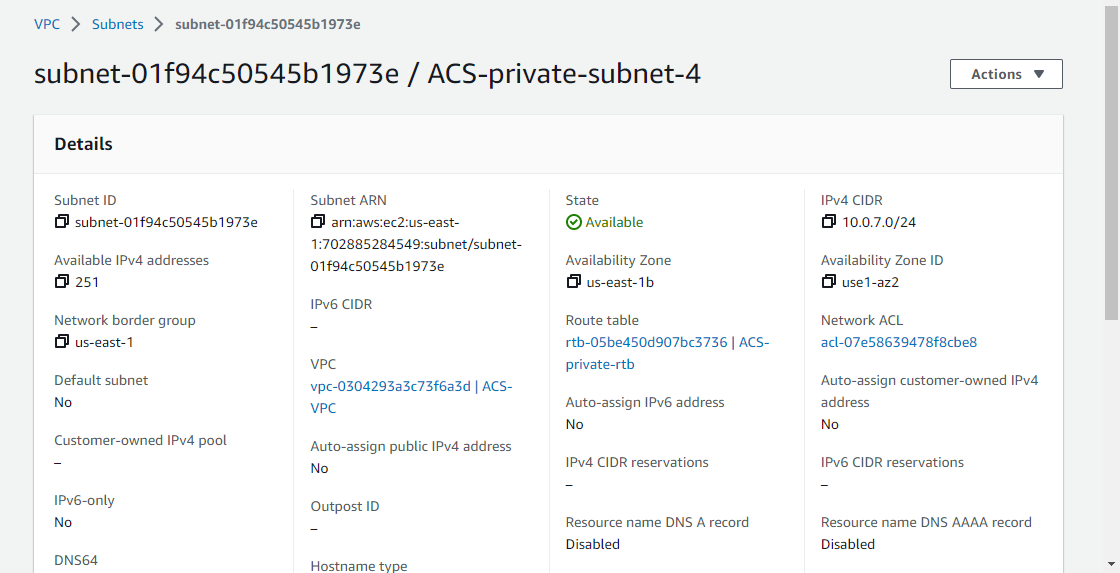 VPC > Subnets > subnet-01f94c50545b1973e
subnet-01f94c50545b1973e / ACS-private-subnet-4
Actions
Details
Subnet ID
subnet-01f94c50545b1973e
Available IPv4 addresses
251
Network border group
us-east-1
Default subnet
No
Customer-owned IPv4 pool
–
IPv6-only
No
DNS64
Subnet ARN
arn:aws:ec2:us-east-
1:702885284549:subnet/subnet-
01f94c50545b1973e
IPv6 CIDR
–
VPC
vpc-0304293a3c73f6a3d | ACS-
VPC
Auto-assign public IPv4 address
No
Outpost ID
–
Hostname type
State
Available
Availability Zone
us-east-1b
Route table
rtb-05be450d907bc3736 | ACS-
private-rtb
Auto-assign IPv6 address
No
IPv4 CIDR reservations
–
Resource name DNS A record
Disabled
IPv4 CIDR
10.0.7.0/24
Availability Zone ID
use1-az2
Network ACL
acl-07e58639478f8cbe8
Auto-assign customer-owned IPv4
address
No
IPv6 CIDR reservations
–
Resource name DNS AAAA record
Disabled